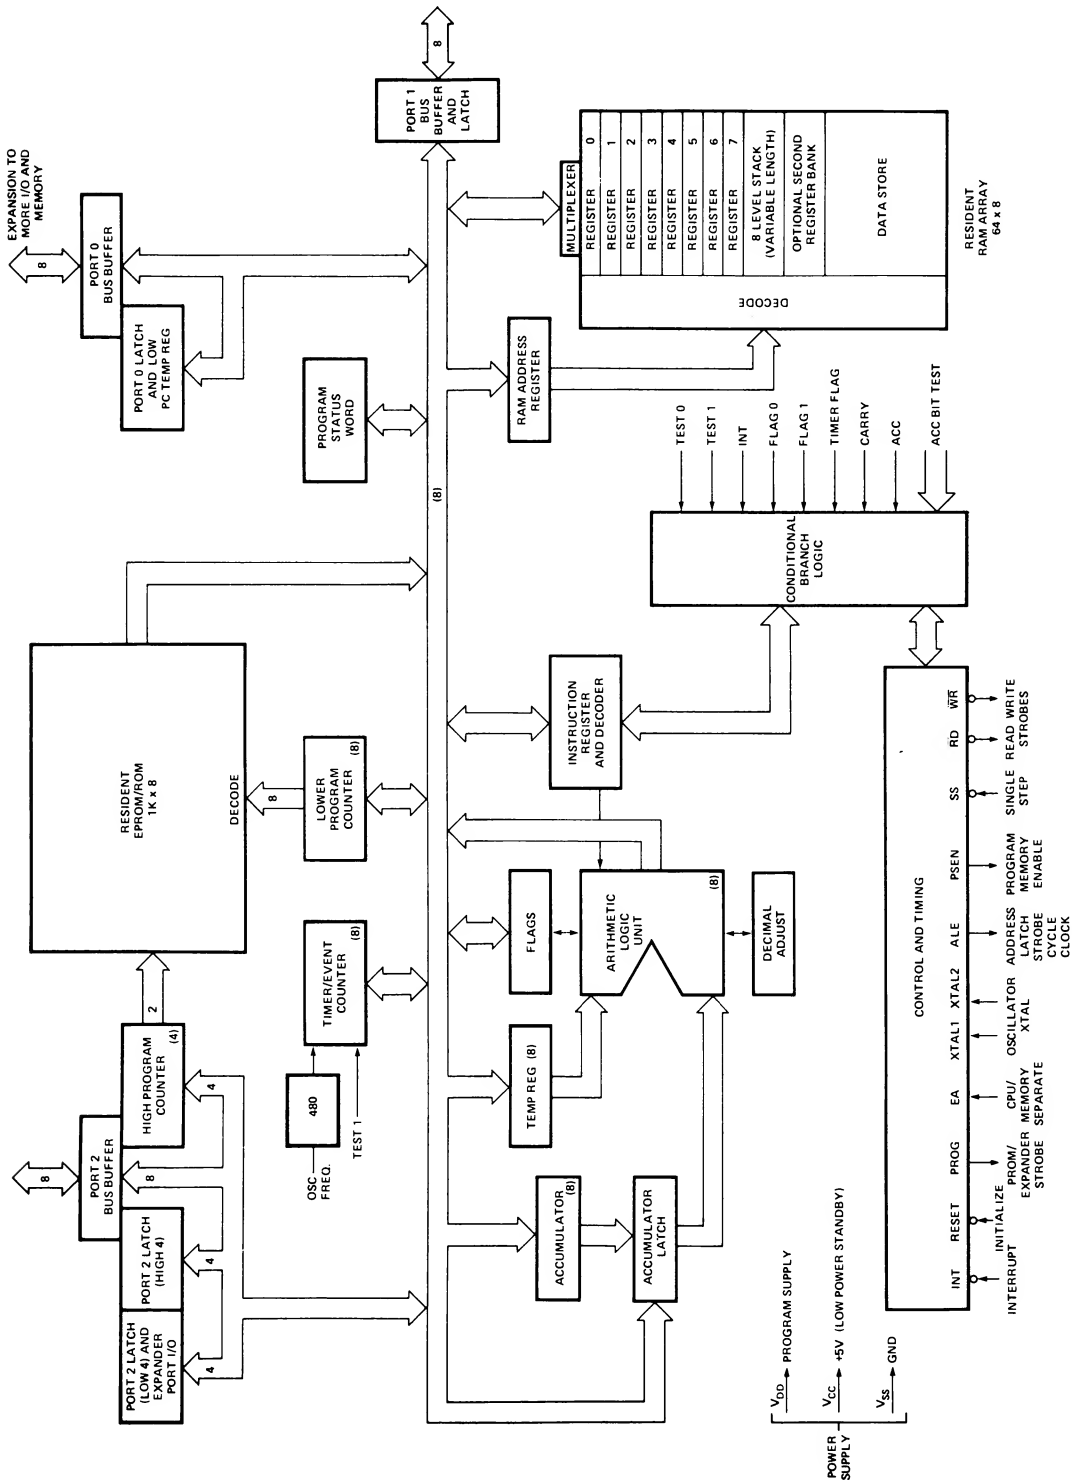 EXPANSION TO
MORE I/O AND
MEMORY
8
PORT 0
BUS BUFFER
PORT 0 LATCH
AND LOW
PC TEMP REG
PORT 1
BUS
BUFFER
AND
LATCH
8
PROGRAM
STATUS
WORD
(8)
RESIDENT
EPROM/ROM
1K x 8
DECODE
8
LOWER
PROGRAM
COUNTER
(8)
TIMER/EVENT
COUNTER
(8)
480
OSC
FREQ.
TEST 1
2
HIGH PROGRAM
COUNTER
(4)
4
8
PORT 2
BUS BUFFER
8
PORT 2 LATCH
(HIGH 4)
4
PORT 2 LATCH
(LOW 4) AND
EXPANDER
PORT I/O
4
MULTIPLEXER
REGISTER 0
REGISTER 1
REGISTER 2
REGISTER 3
REGISTER 4
REGISTER 5
REGISTER 6
REGISTER 7
8 LEVEL STACK
(VARIABLE LENGTH)
OPTIONAL SECOND
REGISTER BANK
DATA STORE
DECODE
RESIDENT
RAM ARRAY
64 x 8
RAM ADDRESS
REGISTER
INSTRUCTION
REGISTER
AND DECODER
FLAGS
ARITHMETIC
LOGIC
UNIT
(8)
DECIMAL
ADJUST
TEMP REG (8)
ACCUMULATOR
(8)
ACCUMULATOR
LATCH
TEST 0
TEST 1
INT
FLAG 0
FLAG 1
TIMER FLAG
CARRY
ACC
ACC BIT TEST
CONDITIONAL
BRANCH
LOGIC
CONTROL AND TIMING
INT
RESET
PROG
EA
XTAL1
XTAL2
ALE
PSEN
SS
RD
WR
INTERRUPT
INITIALIZE
PROM/
EXPANDER
STROBE
CPU/
MEMORY
SEPARATE
OSCILLATOR
XTAL
ADDRESS
LATCH
STROBE
CYCLE
CLOCK
PROGRAM
MEMORY
ENABLE
SINGLE
STEP
READ WRITE
STROBES
POWER
SUPPLY
VDD PROGRAM SUPPLY
VCC +5V (LOW POWER STANDBY)
VSS GND